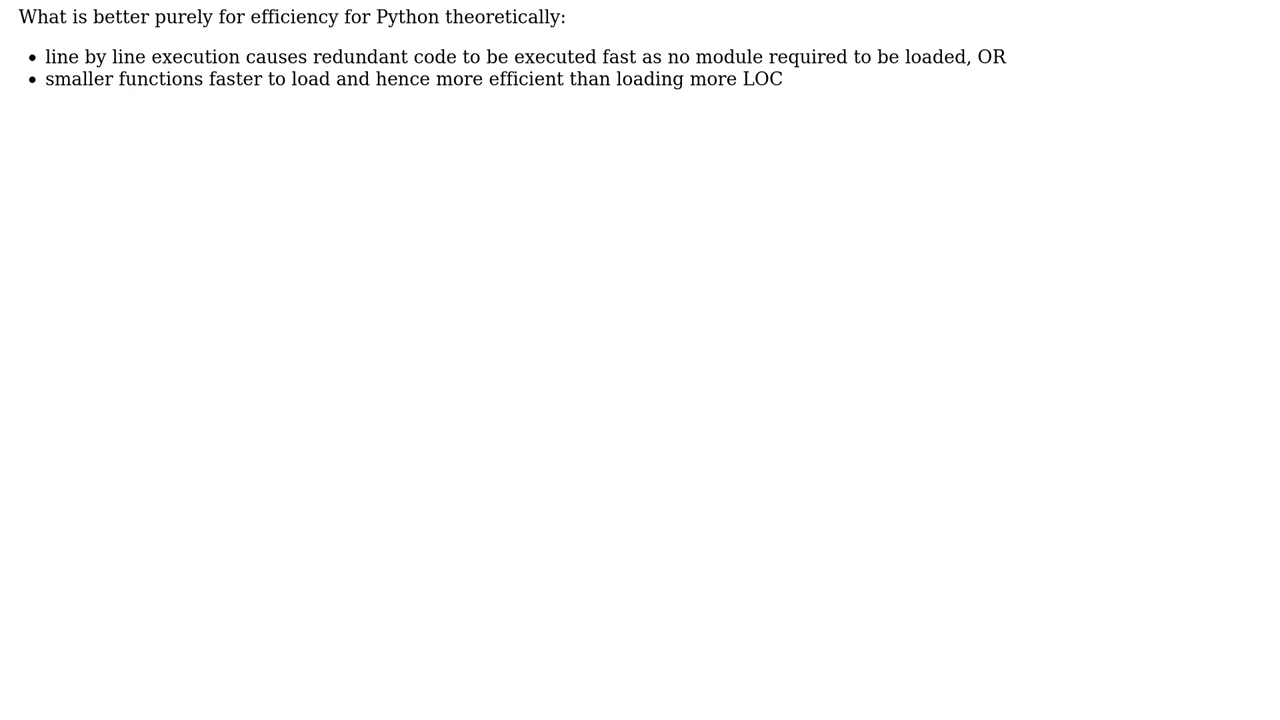 What is better purely for efficiency for Python theoretically:
• line by line execution causes redundant code to be executed fast as no module required to be loaded, OR
• smaller functions faster to load and hence more efficient than loading more LOC